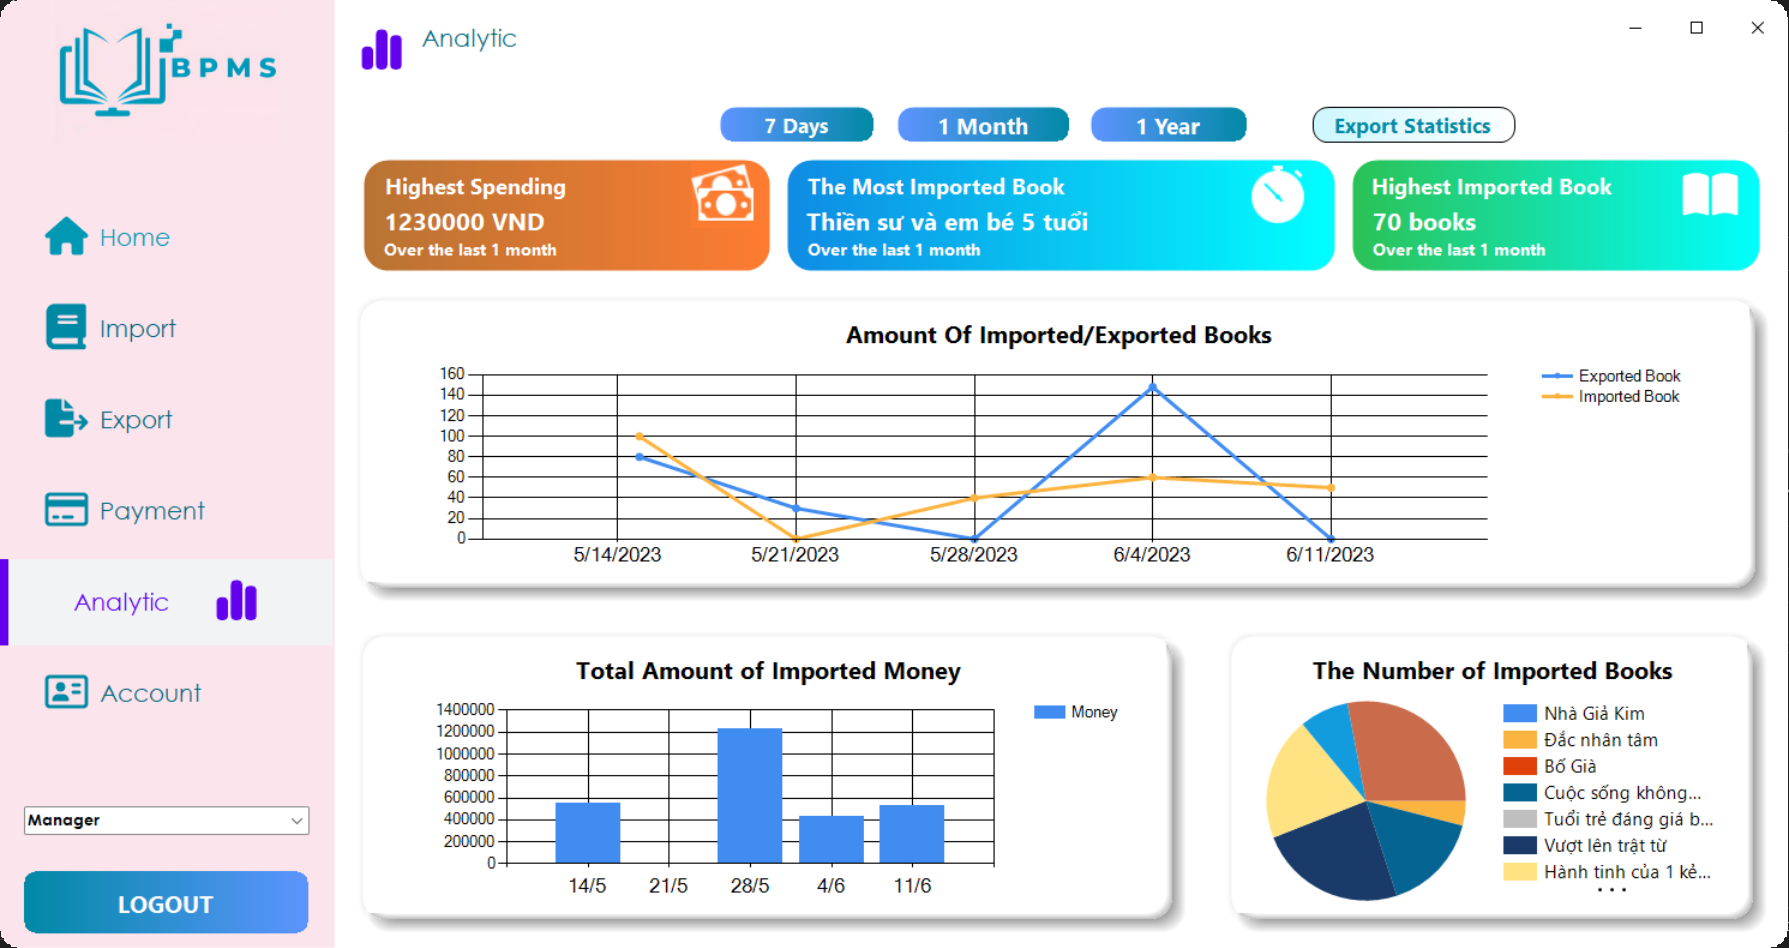 BPMS
Analytic
Home
Import
Export
Payment
Analytic
Account
Manager
LOGOUT
7 Days
1 Month
1 Year
Export Statistics
Highest Spending
1230000 VND
Over the last 1 month
The Most Imported Book
Thiền sư và em bé 5 tuổi
Over the last 1 month
Highest Imported Book
70 books
Over the last 1 month
Amount Of Imported/Exported Books
160
140
120
100
80
60
40
20
0
5/14/2023
5/21/2023
5/28/2023
6/4/2023
6/11/2023
Exported Book
Imported Book
Total Amount of Imported Money
1400000
1200000
1000000
800000
600000
400000
200000
0
14/5
21/5
28/5
4/6
11/6
Money
The Number of Imported Books
Nhà Giả Kim
Đắc nhân tâm
Bố Già
Cuộc sống không...
Tuổi trẻ đáng giá b...
Vượt lên trật từ
Hành tinh của 1 kẻ...
...